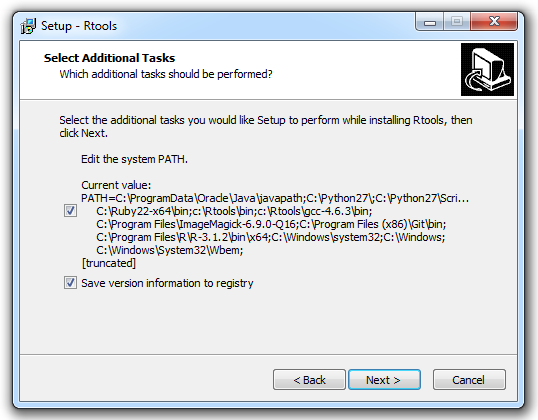 Setup - Rtools
Select Additional Tasks
Which additional tasks should be performed?
Select the additional tasks you would like Setup to perform while installing Rtools, then
click Next.
Edit the system PATH.
Current value:
PATH=C:\ProgramData\Oracle\Java\javapath;C:\Python27\;C:\Python27\Scri...
C:\Ruby22-x64\bin;c:\Rtools\bin;c:\Rtools\gcc-4.6.3\bin;
C:\Program Files\ImageMagick-6.9.0-Q16;C:\Program Files (x86)\Git\bin;
C:\Program Files\R\R-3.1.2\bin\x64;C:\Windows\system32;C:\Windows;
C:\Windows\System32\Wbem;
[truncated]
Save version information to registry
< Back Next > Cancel